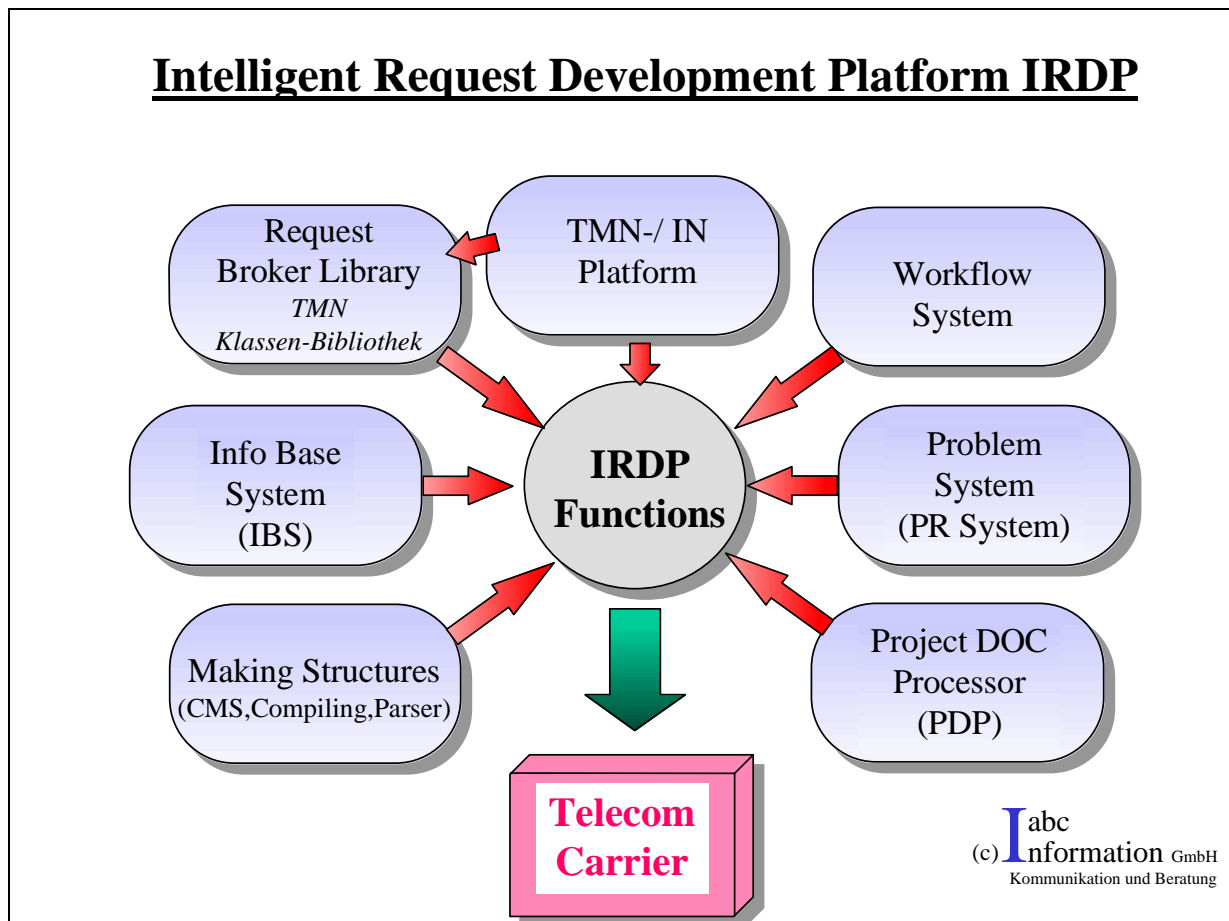 Intelligent Request Development Platform IRDP
Request
Broker Library
TMN
Klassen-Bibliothek
TMN-/ IN
Platform
Workflow
System
Info Base
System
(IBS)
IRDP
Functions
Problem
System
(PR System)
Making Structures
(CMS,Compiling,Parser)
Project DOC
Processor
(PDP)
Telecom
Carrier
abc
(c) Information GmbH
Kommunikation und Beratung